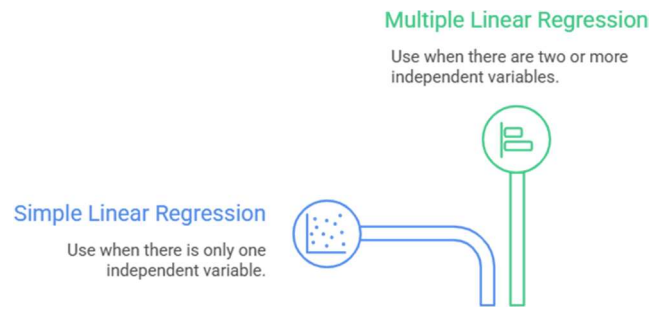 Multiple Linear Regression
Use when there are two or more
independent variables.
Simple Linear Regression
Use when there is only one
independent variable.